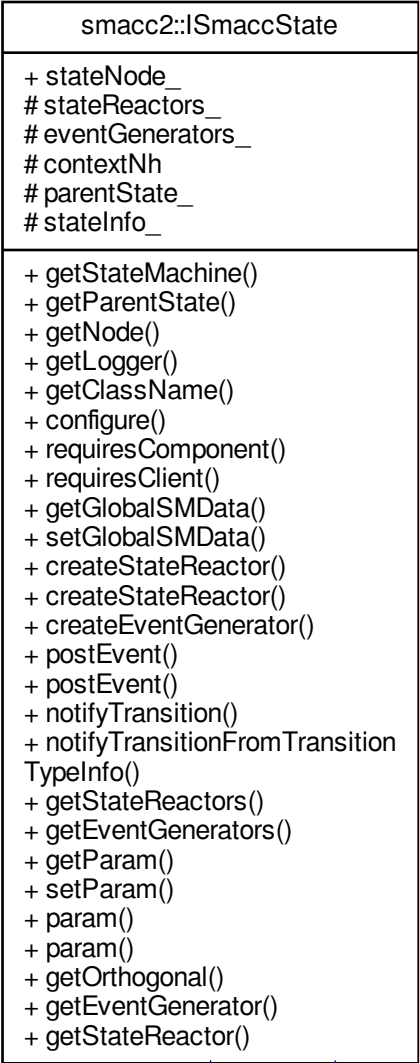 smacc2::ISmaccState
+ stateNode_
# stateReactors_
# eventGenerators_
# contextNh
# parentState_
# stateInfo_
+ getStateMachine()
+ getParentState()
+ getNode()
+ getLogger()
+ getClassName()
+ configure()
+ requiresComponent()
+ requiresClient()
+ getGlobalSMData()
+ setGlobalSMData()
+ createStateReactor()
+ createStateReactor()
+ createEventGenerator()
+ postEvent()
+ postEvent()
+ notifyTransition()
+ notifyTransitionFromTransition
TypeInfo()
+ getStateReactors()
+ getEventGenerators()
+ getParam()
+ setParam()
+ param()
+ param()
+ getOrthogonal()
+ getEventGenerator()
+ getStateReactor()